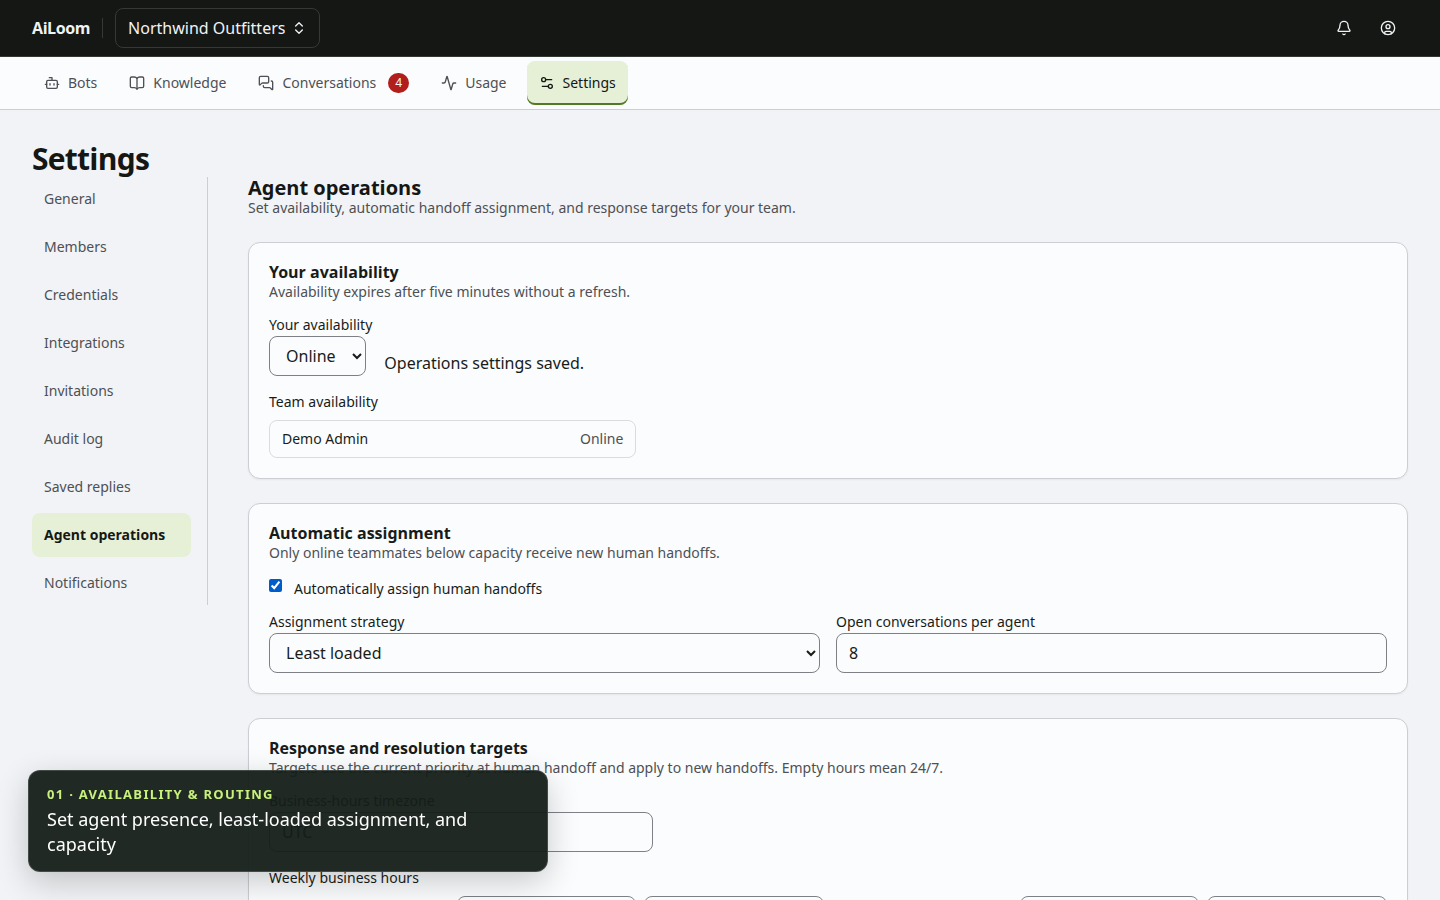 AiLoom
Northwind Outfitters
Bots
Knowledge
Conversations 4
Usage
Settings
Settings
General
Members
Credentials
Integrations
Invitations
Audit log
Saved replies
Agent operations
Notifications
Agent operations
Set availability, automatic handoff assignment, and response targets for your team.
Your availability
Availability expires after five minutes without a refresh.
Your availability
Online
Operations settings saved.
Team availability
Demo Admin
Online
Automatic assignment
Only online teammates below capacity receive new human handoffs.
Automatically assign human handoffs
Assignment strategy
Least loaded
Open conversations per agent
8
Response and resolution targets
Targets use the current priority at human handoff and apply to new handoffs. Empty hours mean 24/7.
Business-hours timezone
UTC
Weekly business hours
01 · AVAILABILITY & ROUTING
Set agent presence, least-loaded assignment, and
capacity